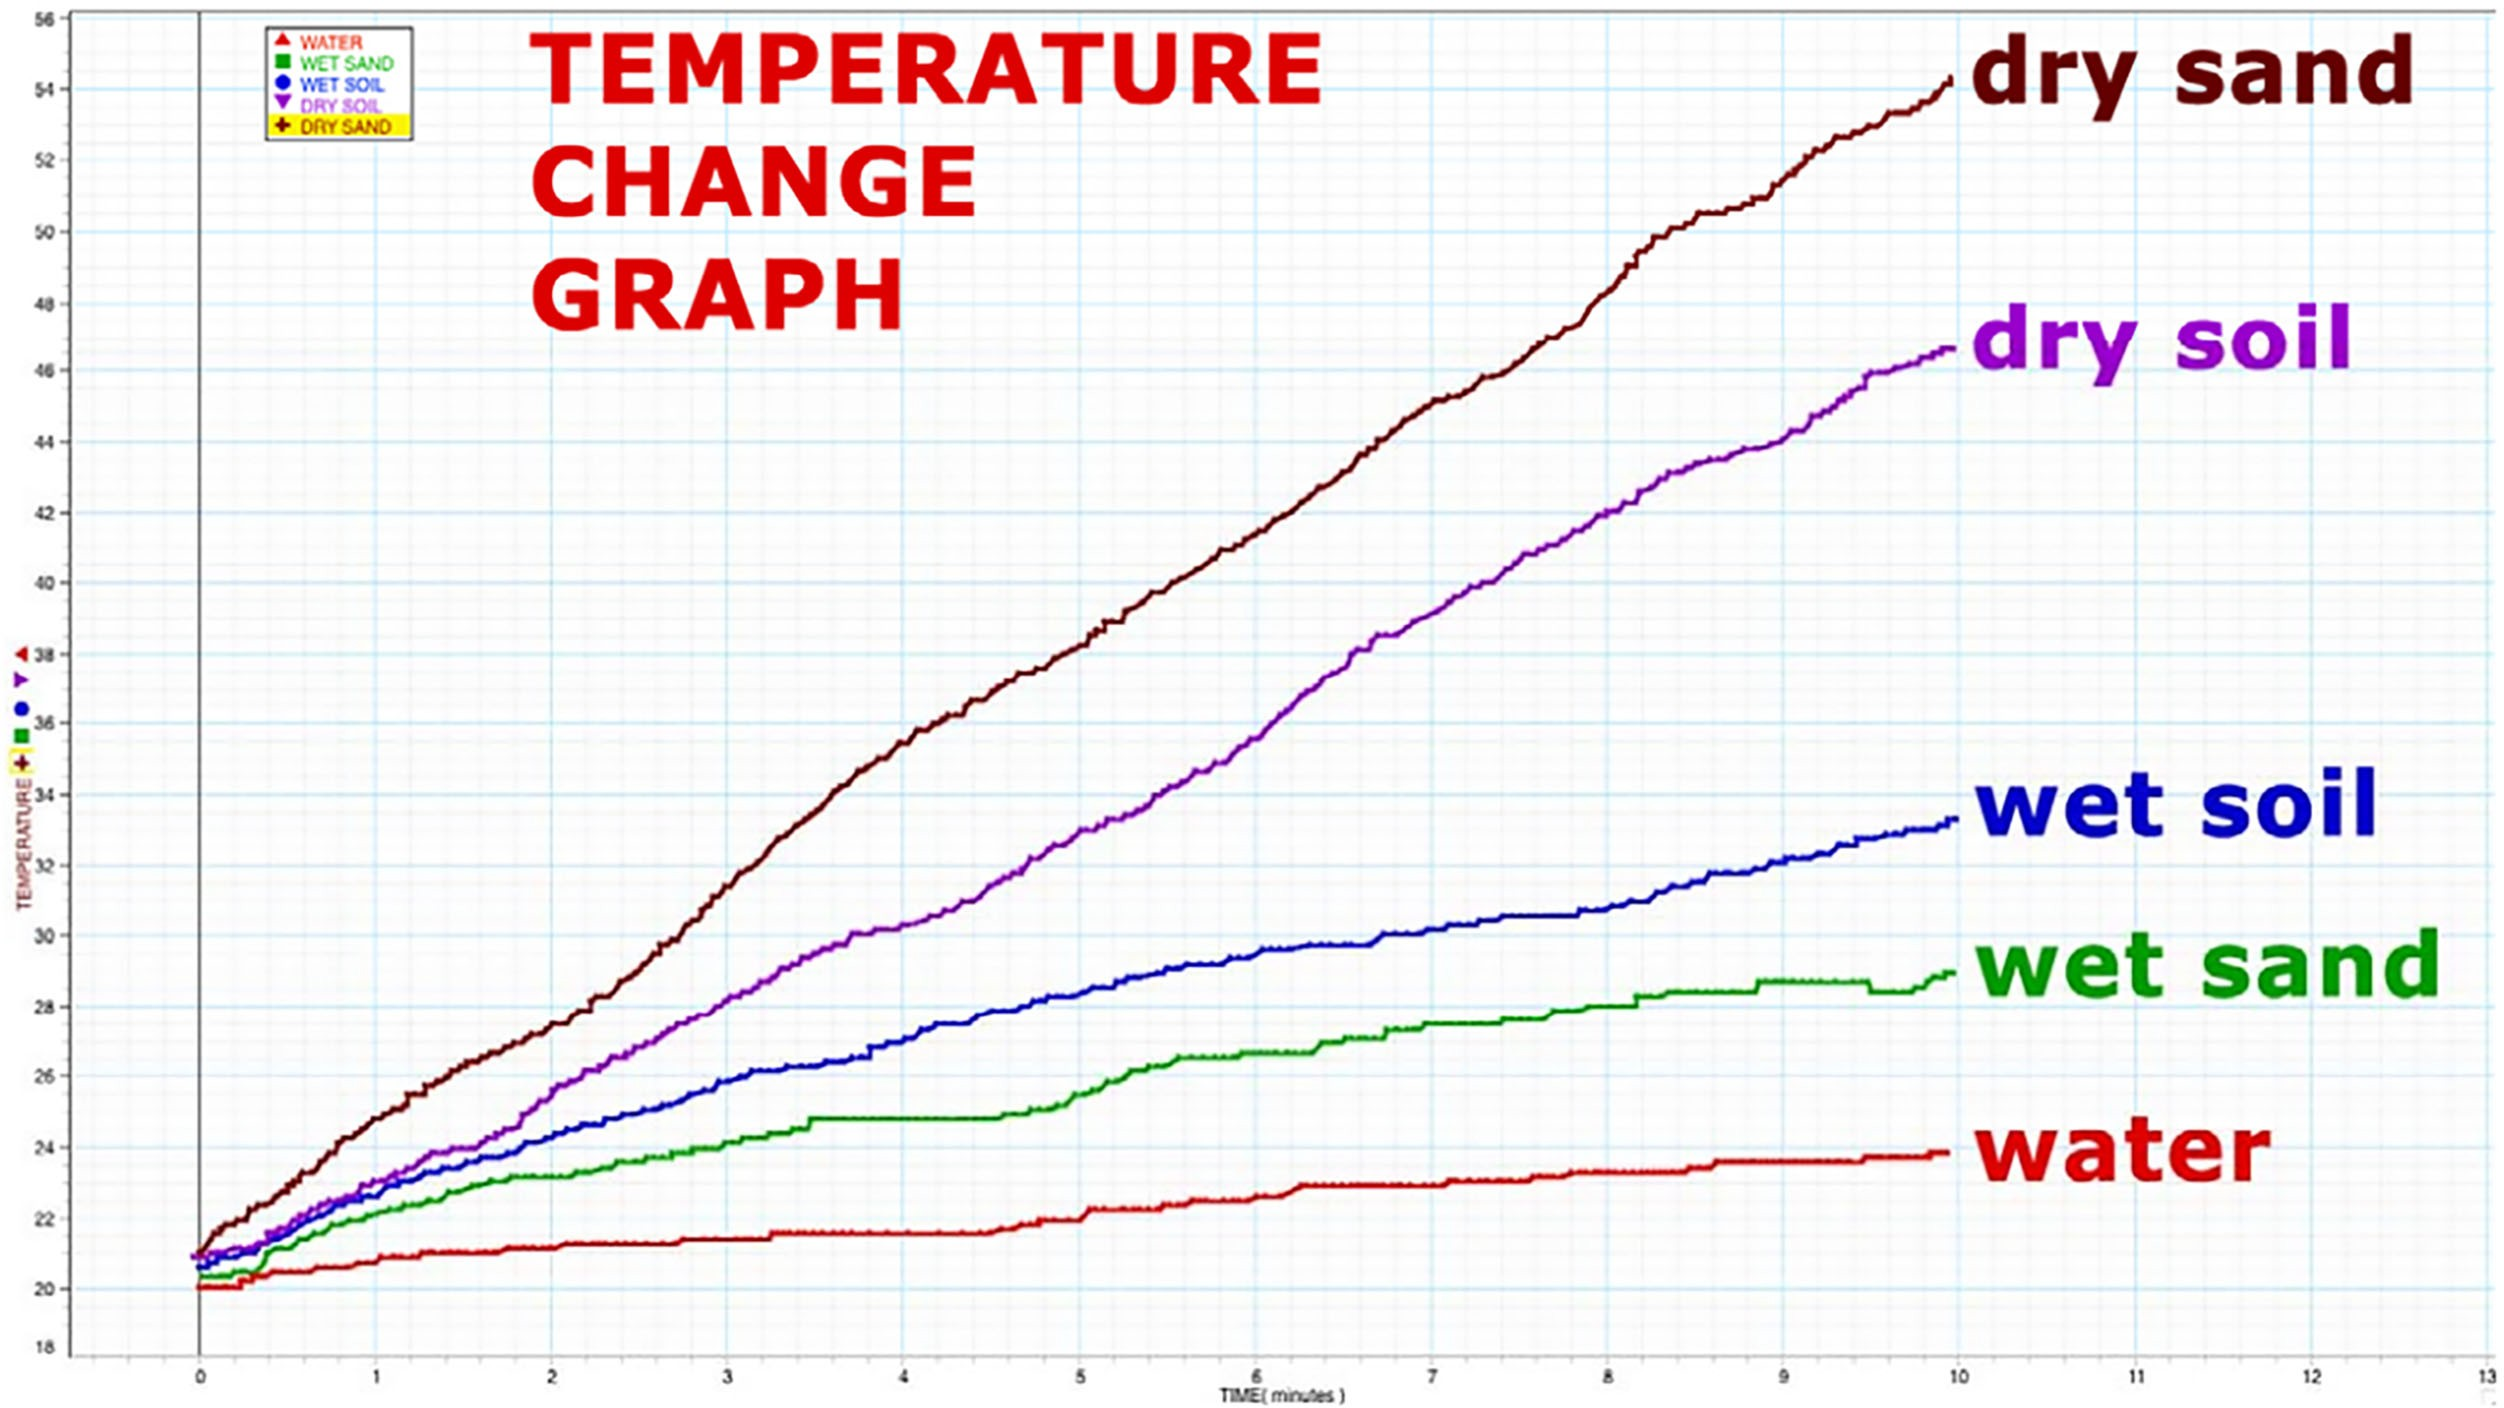 56
54
52
50
48
46
44
42
40
38
36
34
32
30
28
26
24
22
20
18
TEMPERATURE
WATER
WET SAND
WET SOIL
DRY SOIL
DRY SAND
TEMPERATURE
CHANGE
GRAPH
dry sand
dry soil
wet soil
wet sand
water
0 1 2 3 4 5 6 7 8 9 10 11 12 13
TIME( minutes )